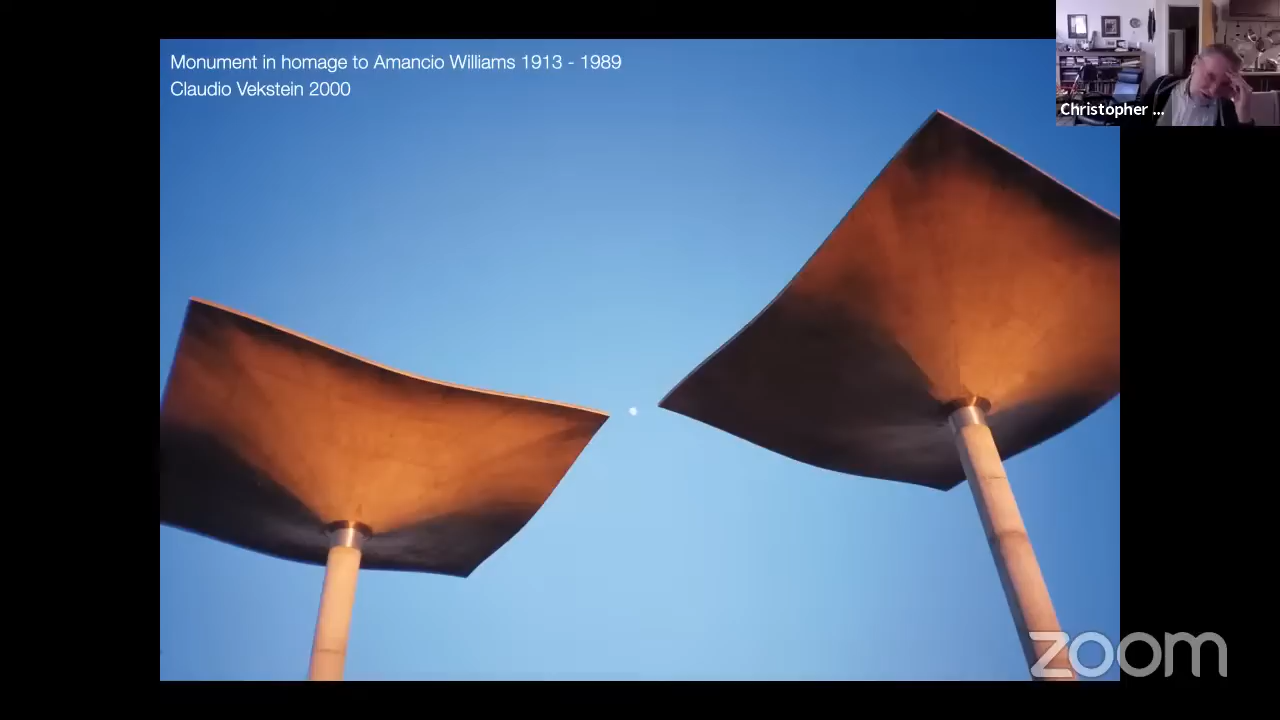 Monument in homage to Amancio Williams 1913 - 1989
Claudio Vekstein 2000
Christopher ...
zoom